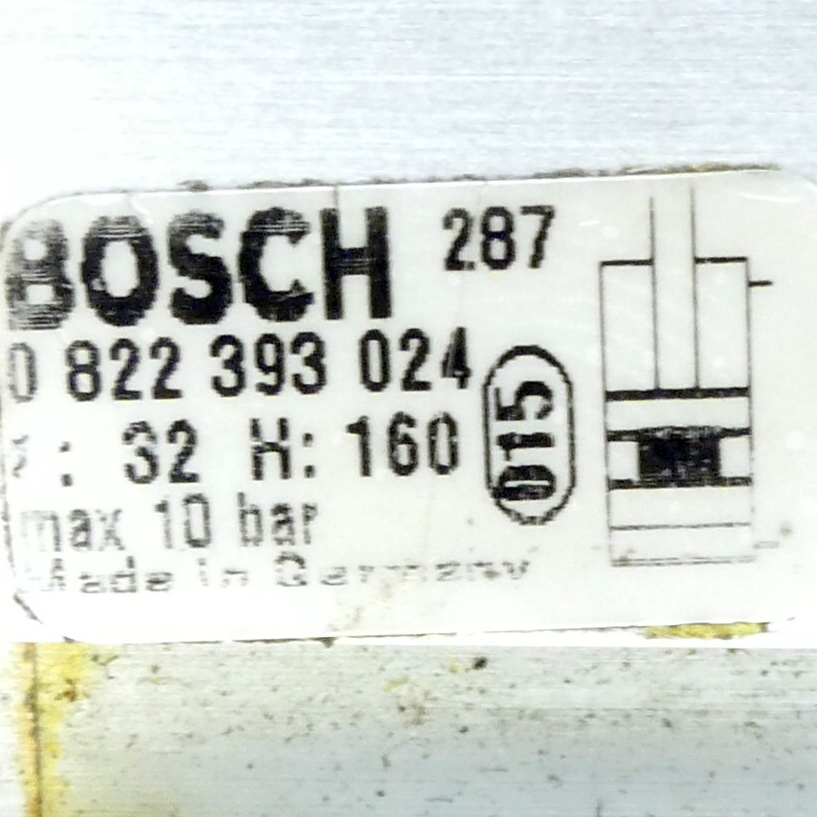 BOSCH 287
0 822 393 024
: 32 H: 160
015
max 10 bar
Made in Germany